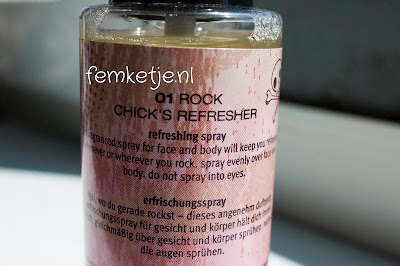 femketje.nl
01 ROCK
CHICK'S REFRESHER
refreshing spray
spray for face and body will keep you
or wherever you rock. spray evenly over face
body. do not spray into eyes.
erfrischungsspray
wo du gerade rockst – dieses angenehm
für gesicht und körper hält dich
gleichmäßig über gesicht und körper sprühen.
die augen sprühen.